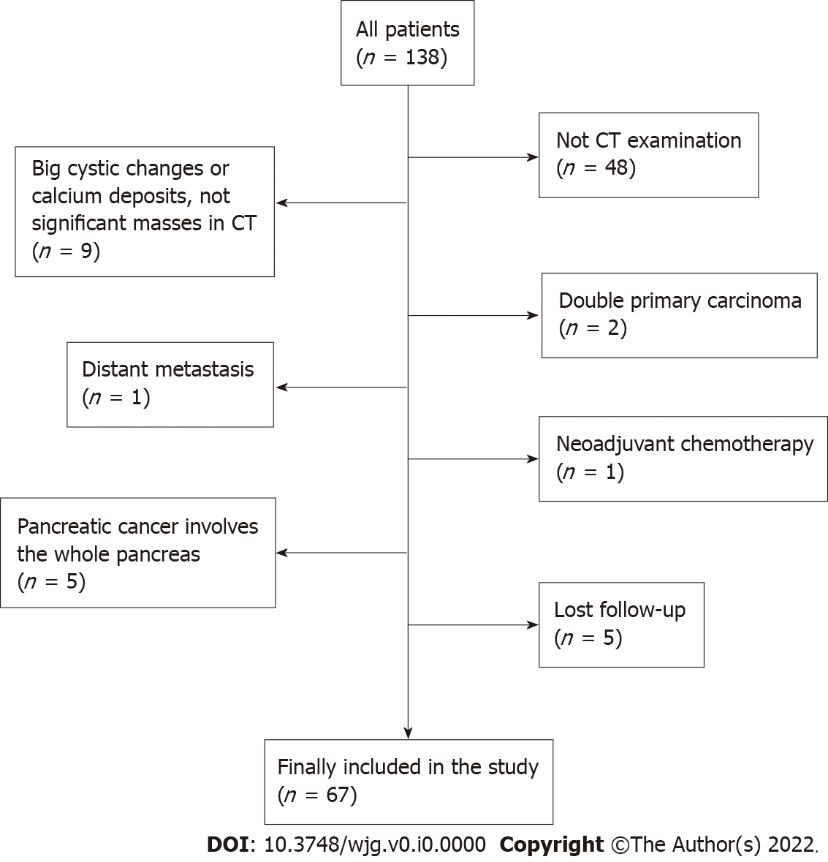 All patients
(n = 138)
Not CT examination
(n = 48)
Big cystic changes or
calcium deposits, not
significant masses in CT
(n = 9)
Double primary carcinoma
(n = 2)
Distant metastasis
(n = 1)
Neoadjuvant chemotherapy
(n = 1)
Pancreatic cancer involves
the whole pancreas
(n = 5)
Lost follow-up
(n = 5)
Finally included in the study
(n = 67)
DOI: 10.3748/wjg.v0.i0.0000 Copyright ©The Author(s) 2022.